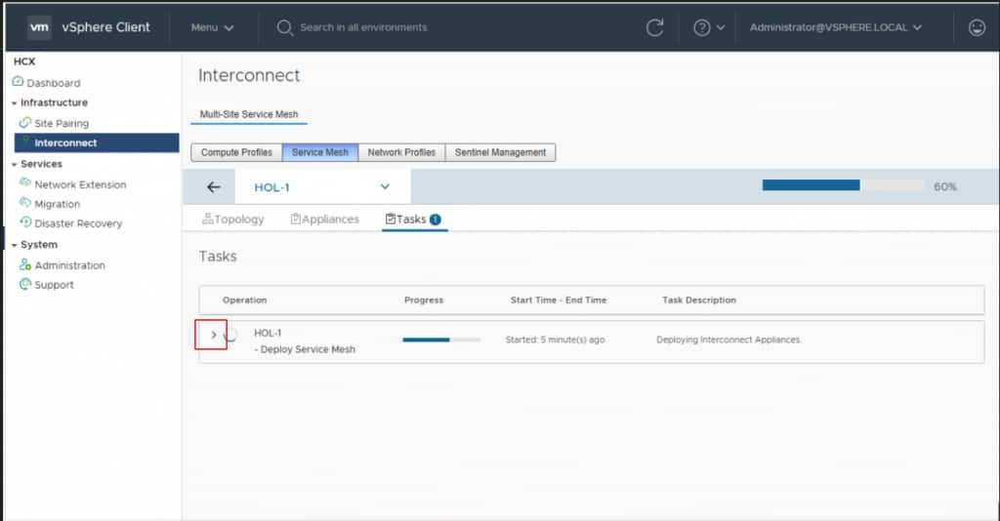 vm vSphere Client Menu Search in all environments ? Administrator@VSPHERE.LOCAL
HCX
Dashboard
Infrastructure
Site Pairing
Interconnect
Services
Network Extension
Migration
Disaster Recovery
System
Administration
Support
Interconnect
Multi-Site Service Mesh
Compute Profiles Service Mesh Network Profiles Sentinel Management
HOL-1 60%
Topology Appliances Tasks 1
Tasks
Operation Progress Start Time - End Time Task Description
HOL-1
- Deploy Service Mesh Started: 5 minute(s) ago Deploying Interconnect Appliances.